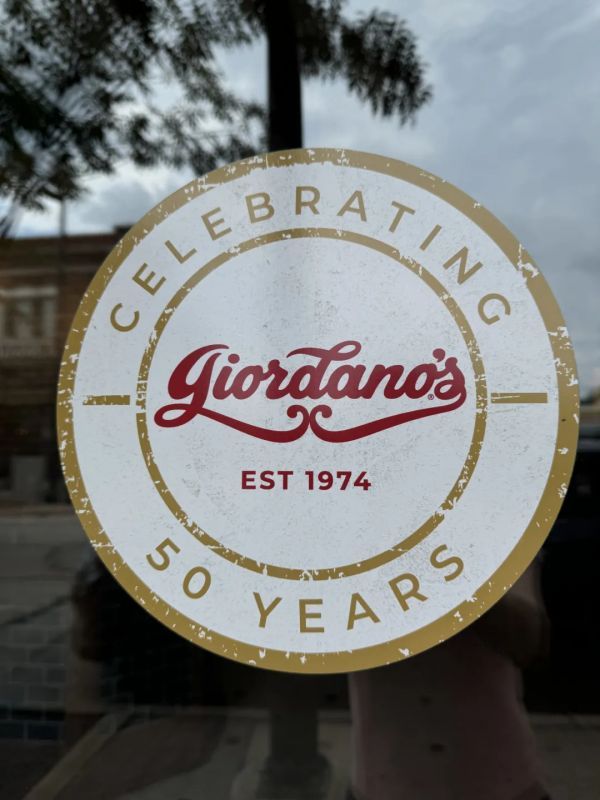 CELEBRATING
Giordano's®
EST 1974
50 YEARS